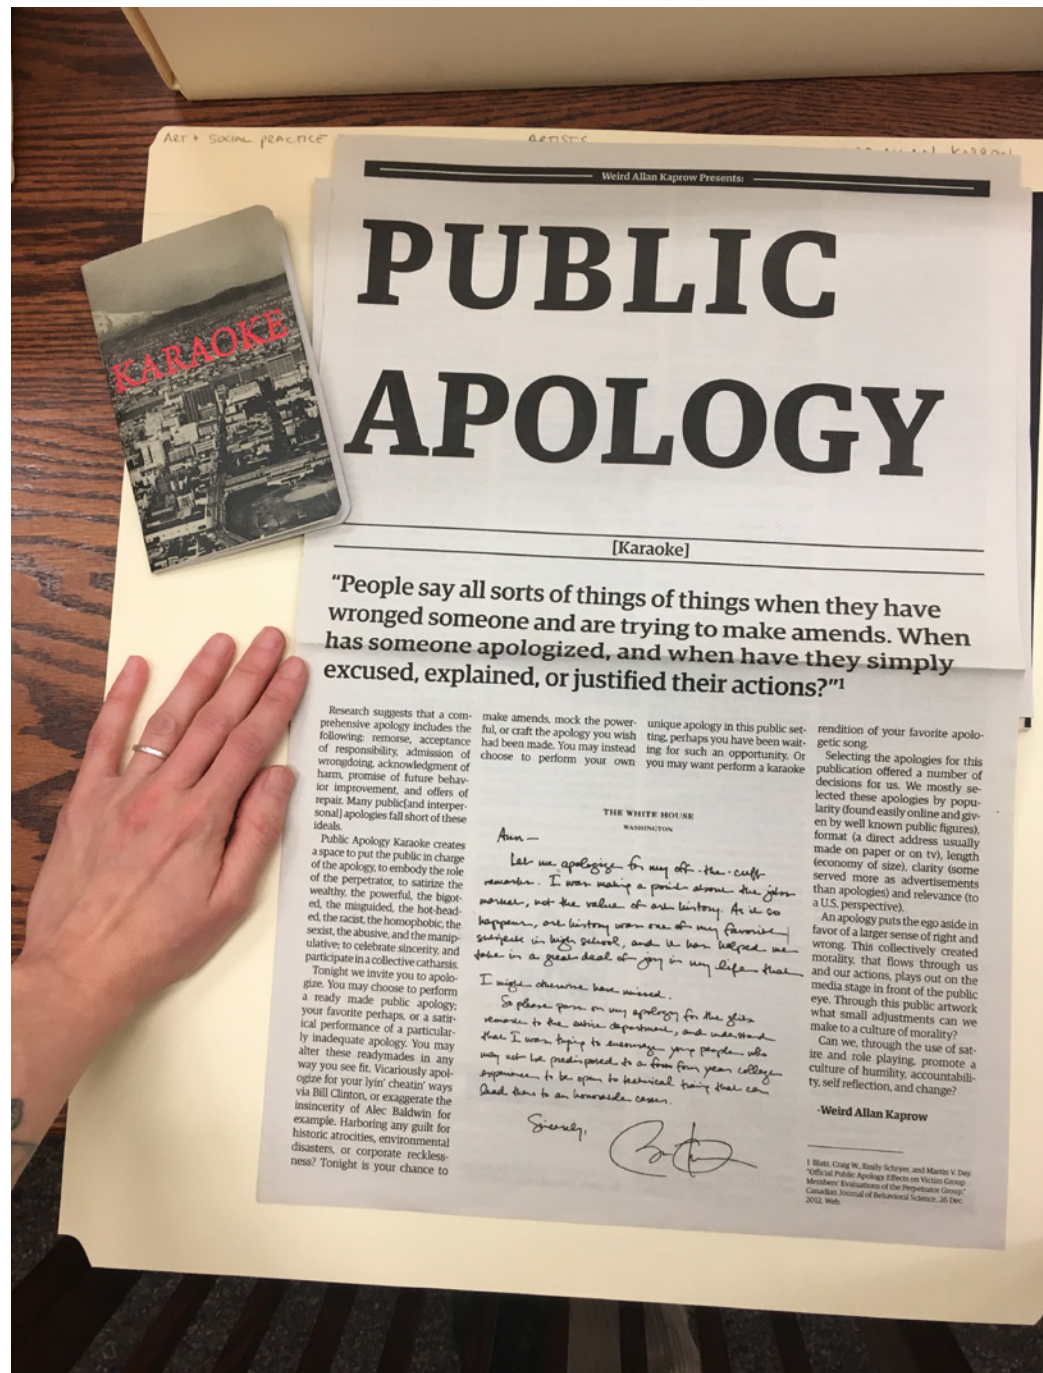 ART + SOCIAL PRACTICE
ARTISTS
Weird Allan Kaprow Presents:
KARAOKE
PUBLIC
APOLOGY
[Karaoke]
“People say all sorts of things of things when they have
wronged someone and are trying to make amends. When
has someone apologized, and when have they simply
excused, explained, or justified their actions?”1
Research suggests that a com-
prehensive apology includes the
following: remorse, acceptance
of responsibility, admission of
wrongdoing, acknowledgment of
harm, promise of future behav-
ior improvement, and offers of
repair. Many public[and interper-
sonal] apologies fall short of these
ideals.
Public Apology Karaoke creates
a space to put the public in charge
of the apology, to embody the role
of the perpetrator, to satirize the
wealthy, the powerful, the bigot-
ed, the misguided, the hot-head-
ed, the racist, the homophobic, the
sexist, the abusive, and the manip-
ulative; to celebrate sincerity, and
participate in a collective catharsis.
Tonight we invite you to apolo-
gize. You may choose to perform
a ready made public apology;
your favorite perhaps, or a satir-
ical performance of a particular-
ly inadequate apology. You may
alter these readymades in any
way you see fit. Vicariously apol-
ogize for your lyin’ cheatin’ ways
via Bill Clinton, or exaggerate the
insincerity of Alec Baldwin for
example. Harboring any guilt for
historic atrocities, environmental
disasters, or corporate reckless-
ness? Tonight is your chance to
make amends, mock the power-
ful, or craft the apology you wish
had been made. You may instead
choose to perform your own
unique apology in this public set-
ting, perhaps you have been wait-
ing for such an opportunity. Or
you may want perform a karaoke
rendition of your favorite apolo-
getic song.
Selecting the apologies for this
publication offered a number of
decisions for us. We mostly se-
lected these apologies by popu-
larity (found easily online and giv-
en by well known public figures),
format (a direct address usually
made on paper or on tv), length
(economy of size), clarity (some
served more as advertisements
than apologies) and relevance (to
a U.S. perspective).
An apology puts the ego aside in
favor of a larger sense of right and
wrong. This collectively created
morality, that flows through us
and our actions, plays out on the
media stage in front of the public
eye. Through this public artwork
what small adjustments can we
make to a culture of morality?
Can we, through the use of sat-
ire and role playing, promote a
culture of humility, accountabili-
ty, self reflection, and change?
-Weird Allan Kaprow
THE WHITE HOUSE
WASHINGTON
Ann —
Let me apologize for my off-the-cuff
remarks. I was making a point about the jobs
market, not the value of art history. As it so
happens, art history was one of my favorite
subjects in high school, and it has helped me
take in a great deal of joy in my life that
I might otherwise have missed.
So please pass on my apology for the glib
remark to the entire department, and understand
that I was trying to encourage young people who
may not be predisposed to a four year college
experience to be open to technical training that can
lead them to an honorable career.
Sincerely,
1 Blatz, Craig W., Emily Schryer, and Martin V. Day.
"Official Public Apology Effects on Victim Group
Members' Evaluations of the Perpetrator Group."
Canadian Journal of Behavioral Science. 26 Dec.
2012. Web.